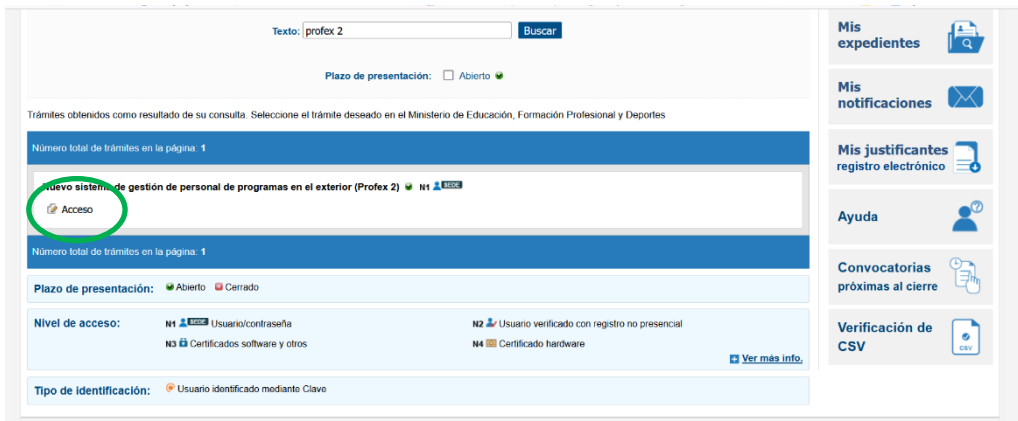 Texto: profex 2 Buscar
Plazo de presentación: Abierto
Trámites obtenidos como resultado de su consulta. Seleccione el trámite deseado en el Ministerio de Educación, Formación Profesional y Deportes
Número total de trámites en la página: 1
Nuevo sistema de gestión de personal de programas en el exterior (Profex 2) N1 SEDE
Acceso
Número total de trámites en la página: 1
Plazo de presentación: Abierto Cerrado
Nivel de acceso: N1 SEDE Usuario/contraseña N2 Usuario verificado con registro no presencial
N3 Certificados software y otros N4 Certificado hardware
Ver más info.
Tipo de identificación: Usuario identificado mediante Clave
Mis
expedientes
Mis
notificaciones
Mis justificantes
registro electrónico
Ayuda
Convocatorias
próximas al cierre
Verificación de
CSV
CSV